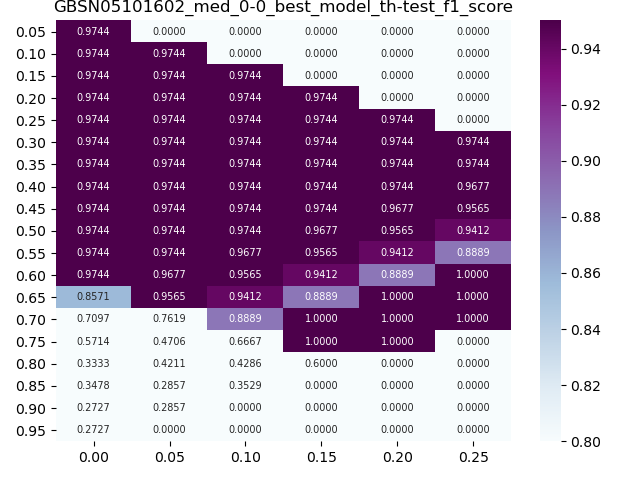 GBSN05101602_med_0-0_best_model_th-test_f1_score
0.05 0.9744 0.0000 0.0000 0.0000 0.0000 0.0000
0.10 0.9744 0.9744 0.0000 0.0000 0.0000 0.0000
0.15 0.9744 0.9744 0.9744 0.0000 0.0000 0.0000
0.20 0.9744 0.9744 0.9744 0.9744 0.0000 0.0000
0.25 0.9744 0.9744 0.9744 0.9744 0.9744 0.0000
0.30 0.9744 0.9744 0.9744 0.9744 0.9744 0.9744
0.35 0.9744 0.9744 0.9744 0.9744 0.9744 0.9744
0.40 0.9744 0.9744 0.9744 0.9744 0.9744 0.9677
0.45 0.9744 0.9744 0.9744 0.9744 0.9677 0.9565
0.50 0.9744 0.9744 0.9744 0.9677 0.9565 0.9412
0.55 0.9744 0.9744 0.9677 0.9565 0.9412 0.8889
0.60 0.9744 0.9677 0.9565 0.9412 0.8889 1.0000
0.65 0.8571 0.9565 0.9412 0.8889 1.0000 1.0000
0.70 0.7097 0.7619 0.8889 1.0000 1.0000 1.0000
0.75 0.5714 0.4706 0.6667 1.0000 1.0000 0.0000
0.80 0.3333 0.4211 0.4286 0.6000 0.0000 0.0000
0.85 0.3478 0.2857 0.3529 0.0000 0.0000 0.0000
0.90 0.2727 0.2857 0.0000 0.0000 0.0000 0.0000
0.95 0.2727 0.0000 0.0000 0.0000 0.0000 0.0000
0.00 0.05 0.10 0.15 0.20 0.25
0.94
0.92
0.90
0.88
0.86
0.84
0.82
0.80